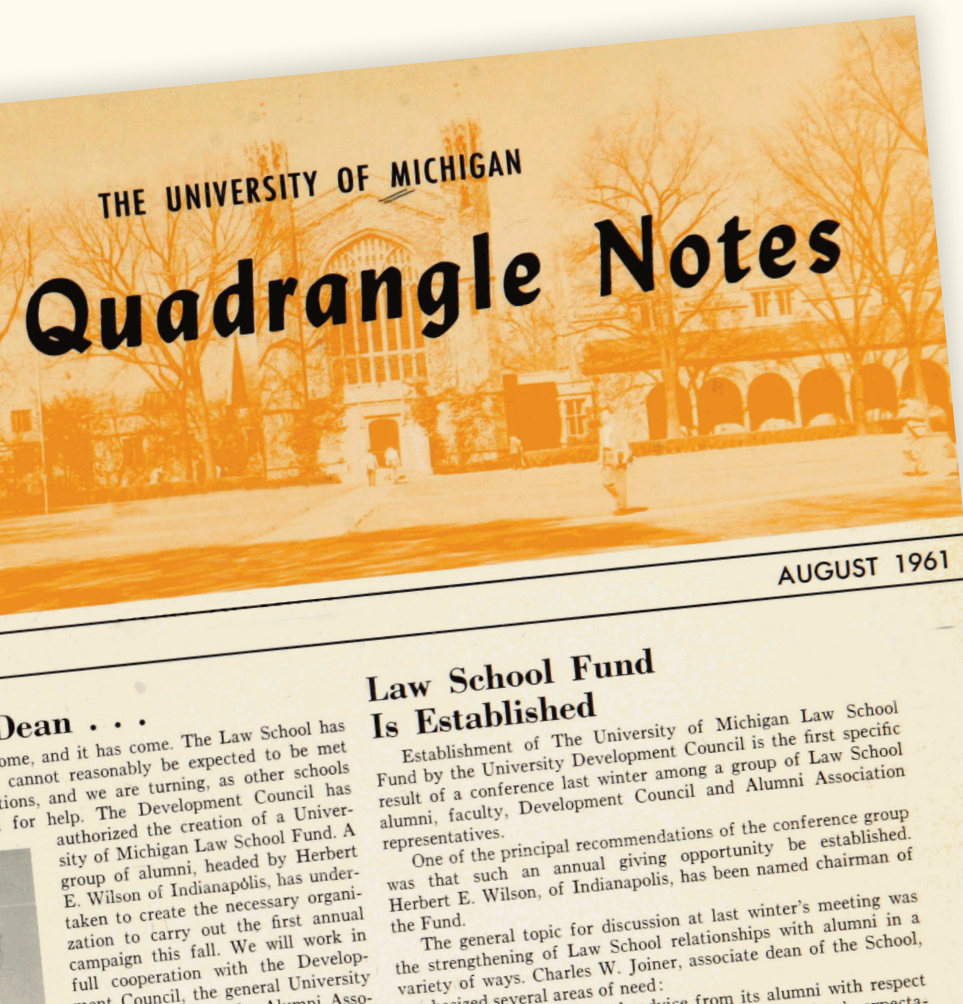 THE UNIVERSITY OF MICHIGAN
Quadrangle Notes
AUGUST 1961
Dean . . .
and it has come. The Law School has
cannot reasonably be expected to be met
and we are turning, as other schools
for help. The Development Council has
authorized the creation of a Univer-
sity of Michigan Law School Fund. A
group of alumni, headed by Herbert
E. Wilson of Indianapólis, has under-
taken to create the necessary organi-
zation to carry out the first annual
campaign this fall. We will work in
full cooperation with the Develop-
Council, the general University
Alumni Asso-
Law School Fund
Is Established
Establishment of The University of Michigan Law School
Fund by the University Development Council is the first specific
result of a conference last winter among a group of Law School
alumni, faculty, Development Council and Alumni Association
representatives.
One of the principal recommendations of the conference group
was that such an annual giving opportunity be established.
Herbert E. Wilson, of Indianapolis, has been named chairman of
the Fund.
The general topic for discussion at last winter's meeting was
the strengthening of Law School relationships with alumni in a
variety of ways. Charles W. Joiner, associate dean of the School,
several areas of need:
advice from its alumni with respect